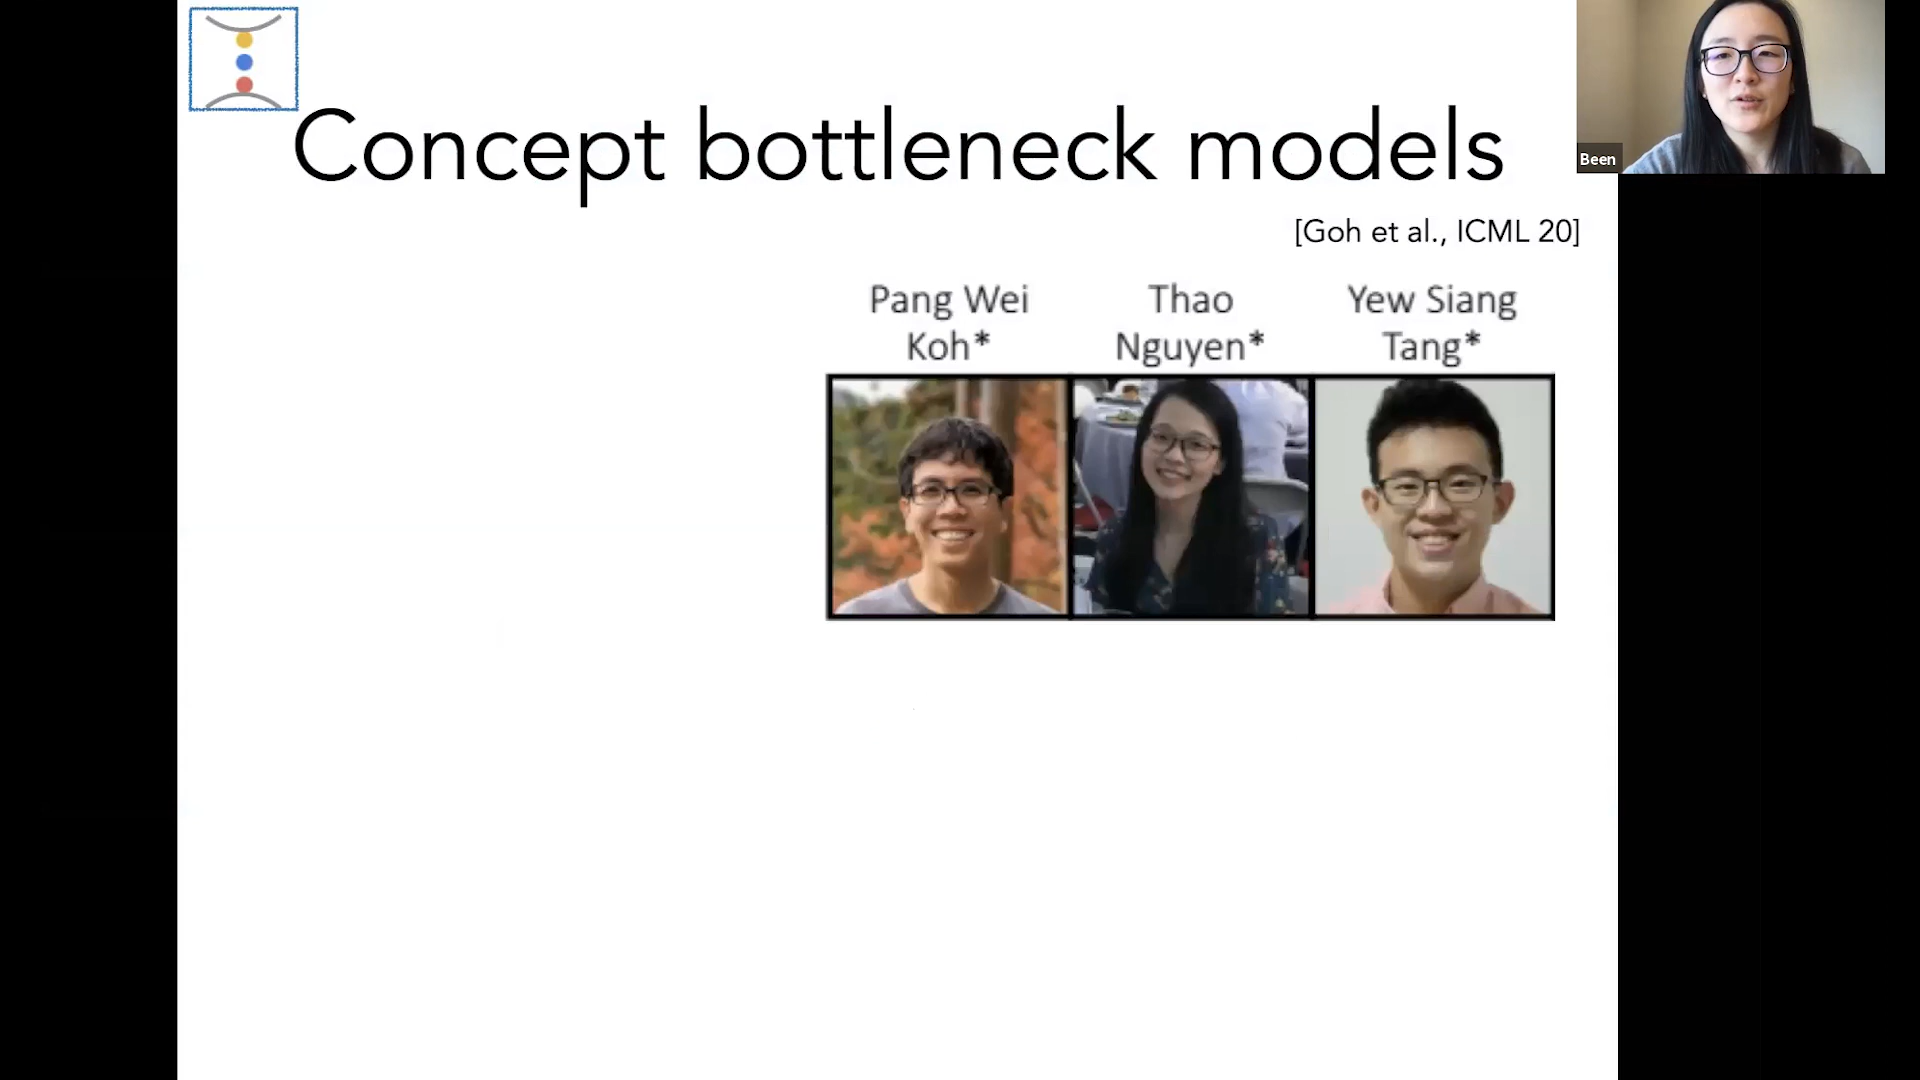 Concept bottleneck models
Been
[Goh et al., ICML 20]
Pang Wei
Koh*
Thao
Nguyen*
Yew Siang
Tang*